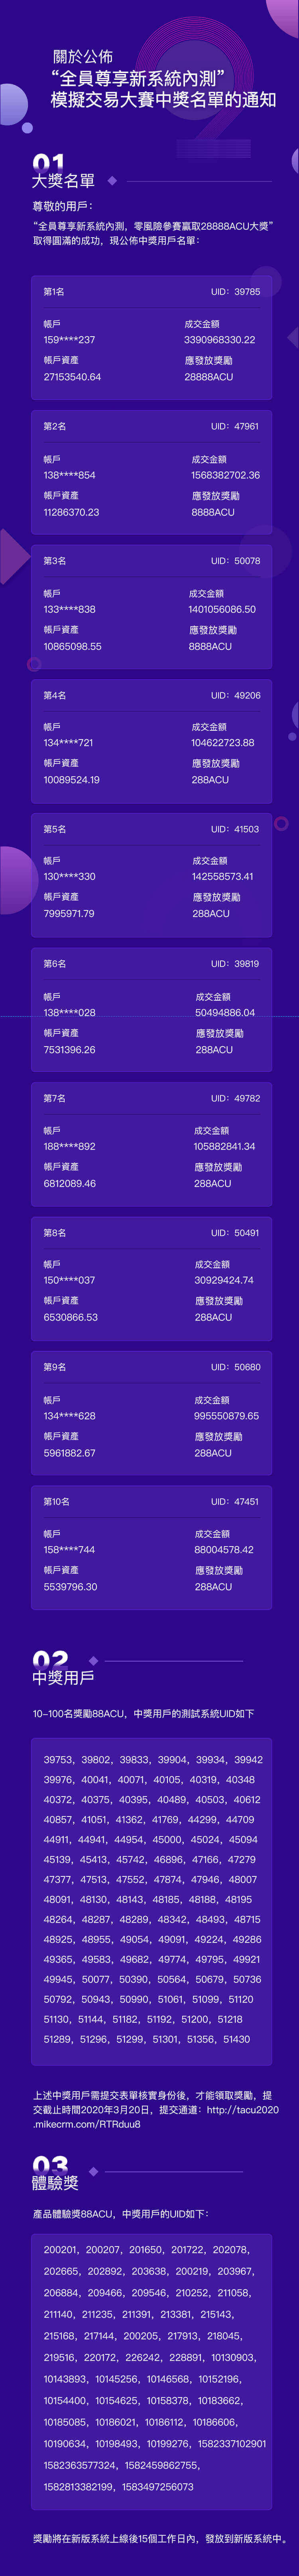 關於公佈
“全員尊享新系統內測”
模擬交易大賽中獎名單的通知
01
大獎名單
尊敬的用戶：
“全員尊享新系統內測，零風險參賽贏取28888ACU大獎”
取得圓滿的成功，現公佈中獎用戶名單：
第1名 UID：39785
帳戶 成交金額
159****237 3390968330.22
帳戶資產 應發放獎勵
27153540.64 28888ACU
第2名 UID：47961
帳戶 成交金額
138****854 1568382702.36
帳戶資產 應發放獎勵
11286370.23 8888ACU
第3名 UID：50078
帳戶 成交金額
133****838 1401056086.50
帳戶資產 應發放獎勵
10865098.55 8888ACU
第4名 UID：49206
帳戶 成交金額
134****721 104622723.88
帳戶資產 應發放獎勵
10089524.19 288ACU
第5名 UID：41503
帳戶 成交金額
130****330 142558573.41
帳戶資產 應發放獎勵
7995971.79 288ACU
第6名 UID：39819
帳戶 成交金額
138****028 50494886.04
帳戶資產 應發放獎勵
7531396.26 288ACU
第7名 UID：49782
帳戶 成交金額
188****892 105882841.34
帳戶資產 應發放獎勵
6812089.46 288ACU
第8名 UID：50491
帳戶 成交金額
150****037 30929424.74
帳戶資產 應發放獎勵
6530866.53 288ACU
第9名 UID：50680
帳戶 成交金額
134****628 995550879.65
帳戶資產 應發放獎勵
5961882.67 288ACU
第10名 UID：47451
帳戶 成交金額
158****744 88004578.42
帳戶資產 應發放獎勵
5539796.30 288ACU
02
中獎用戶
10-100名獎勵88ACU，中獎用戶的測試系統UID如下
39753，39802，39833，39904，39934，39942
39976，40041，40071，40105，40319，40348
40372，40375，40395，40489，40503，40612
40857，41051，41362，41769，44299，44709
44911，44941，44954，45000，45024，45094
45139，45413，45742，46896，47166，47279
47377，47513，47552，47874，47946，48007
48091，48130，48143，48185，48188，48195
48264，48287，48289，48342，48493，48715
48925，48955，49054，49091，49224，49286
49365，49583，49682，49774，49795，49921
49945，50077，50390，50564，50679，50736
50792，50943，50990，51061，51099，51120
51130，51144，51182，51192，51200，51218
51289，51296，51299，51301，51356，51430
上述中獎用戶需提交表單核實身份後，才能領取獎勵，提
交截止時間2020年3月20日，提交通道：http://tacu2020
.mikecrm.com/RTRduu8
03
體驗獎
產品體驗獎88ACU，中獎用戶的UID如下：
200201，200207，201650，201722，202078，
202665，202892，203638，200219，203967，
206884，209466，209546，210252，211058，
211140，211235，211391，213381，215143，
215168，217144，200205，217913，218045，
219516，220172，226242，228891，10130903，
10143893，10145256，10146568，10152196，
10154400，10154625，10158378，10183662，
10185085，10186021，10186112，10186606，
10190634，10198493，10199276，1582337102901
1582363577324，1582459862755，
1582813382199，1583497256073
獎勵將在新版系統上線後15個工作日內，發放到新版系統中。